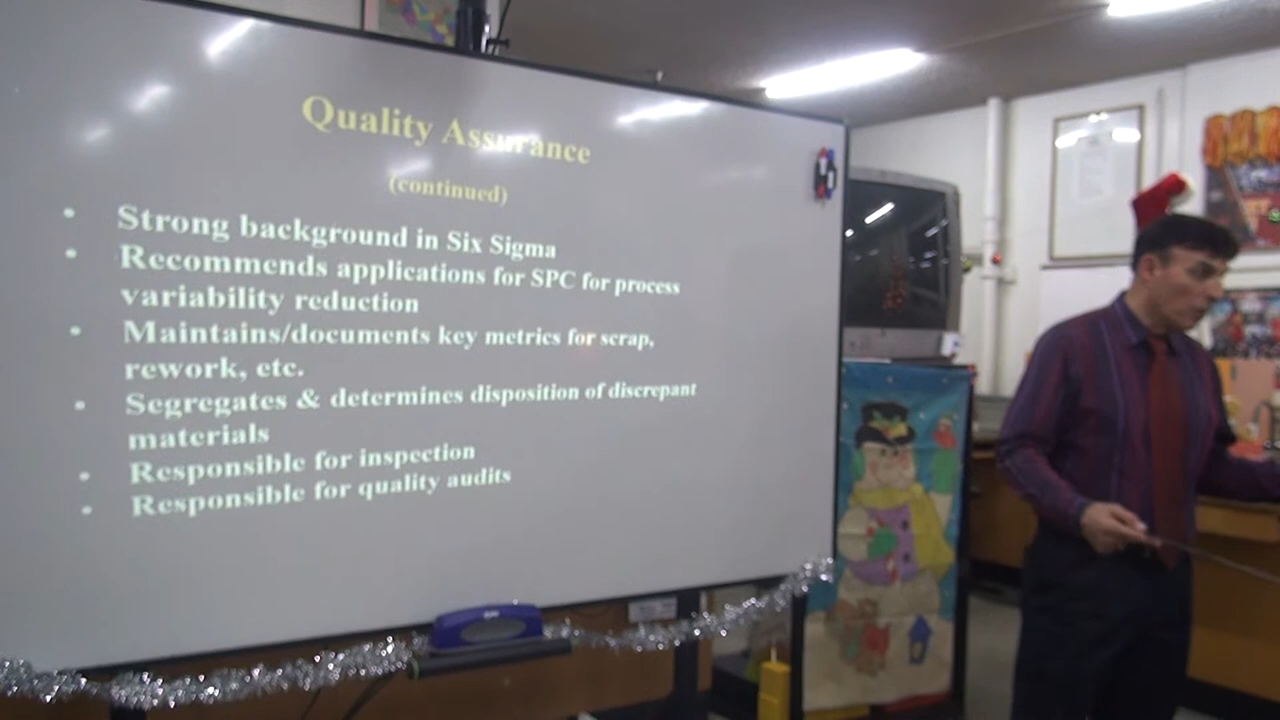 Quality Assurance
(continued)
• Strong background in Six Sigma
• Recommends applications for SPC for process
variability reduction
• Maintains/documents key metrics for scrap,
rework, etc.
• Segregates & determines disposition of discrepant
materials
• Responsible for inspection
• Responsible for quality audits